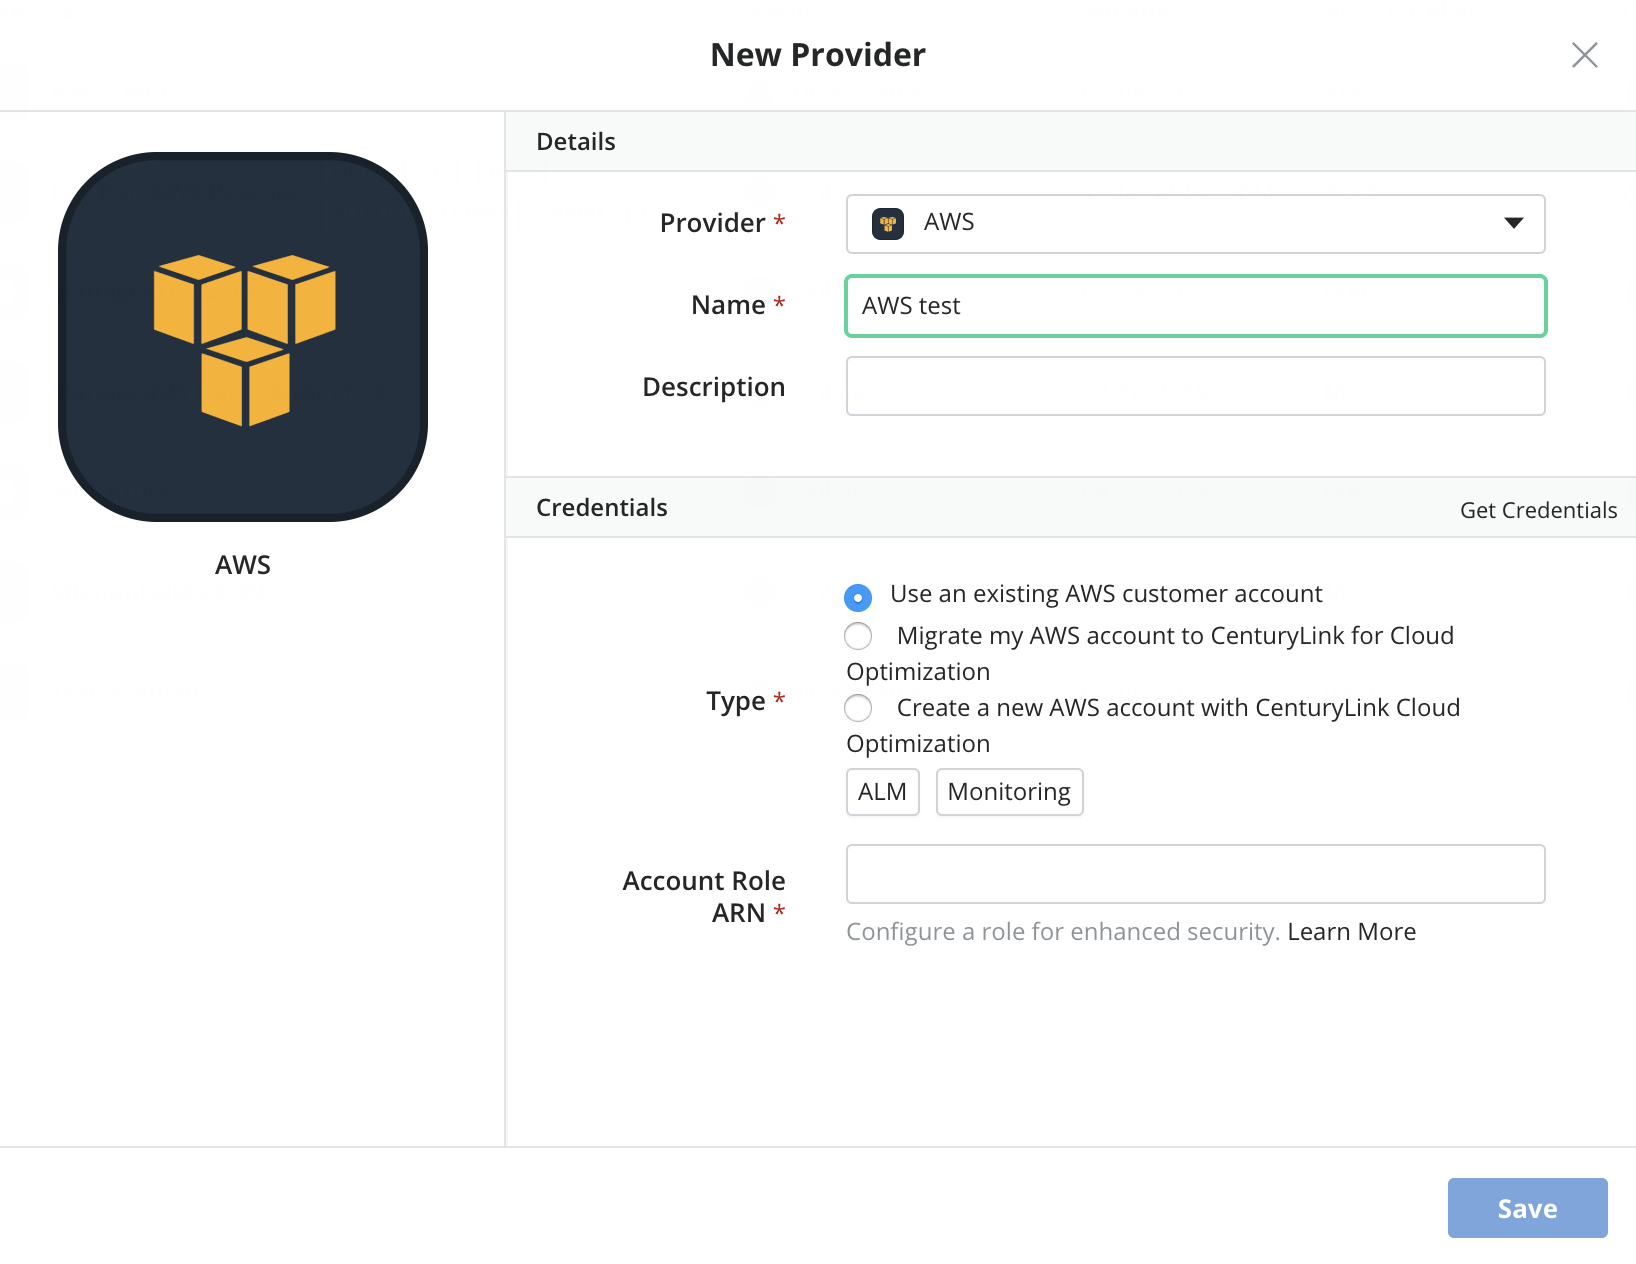 New Provider
AWS
Details
Provider *
AWS
Name *
AWS test
Description
Credentials
Get Credentials
Type *
Use an existing AWS customer account
Migrate my AWS account to CenturyLink for Cloud
Optimization
Create a new AWS account with CenturyLink Cloud
Optimization
ALM
Monitoring
Account Role
ARN *
Configure a role for enhanced security. Learn More
Save